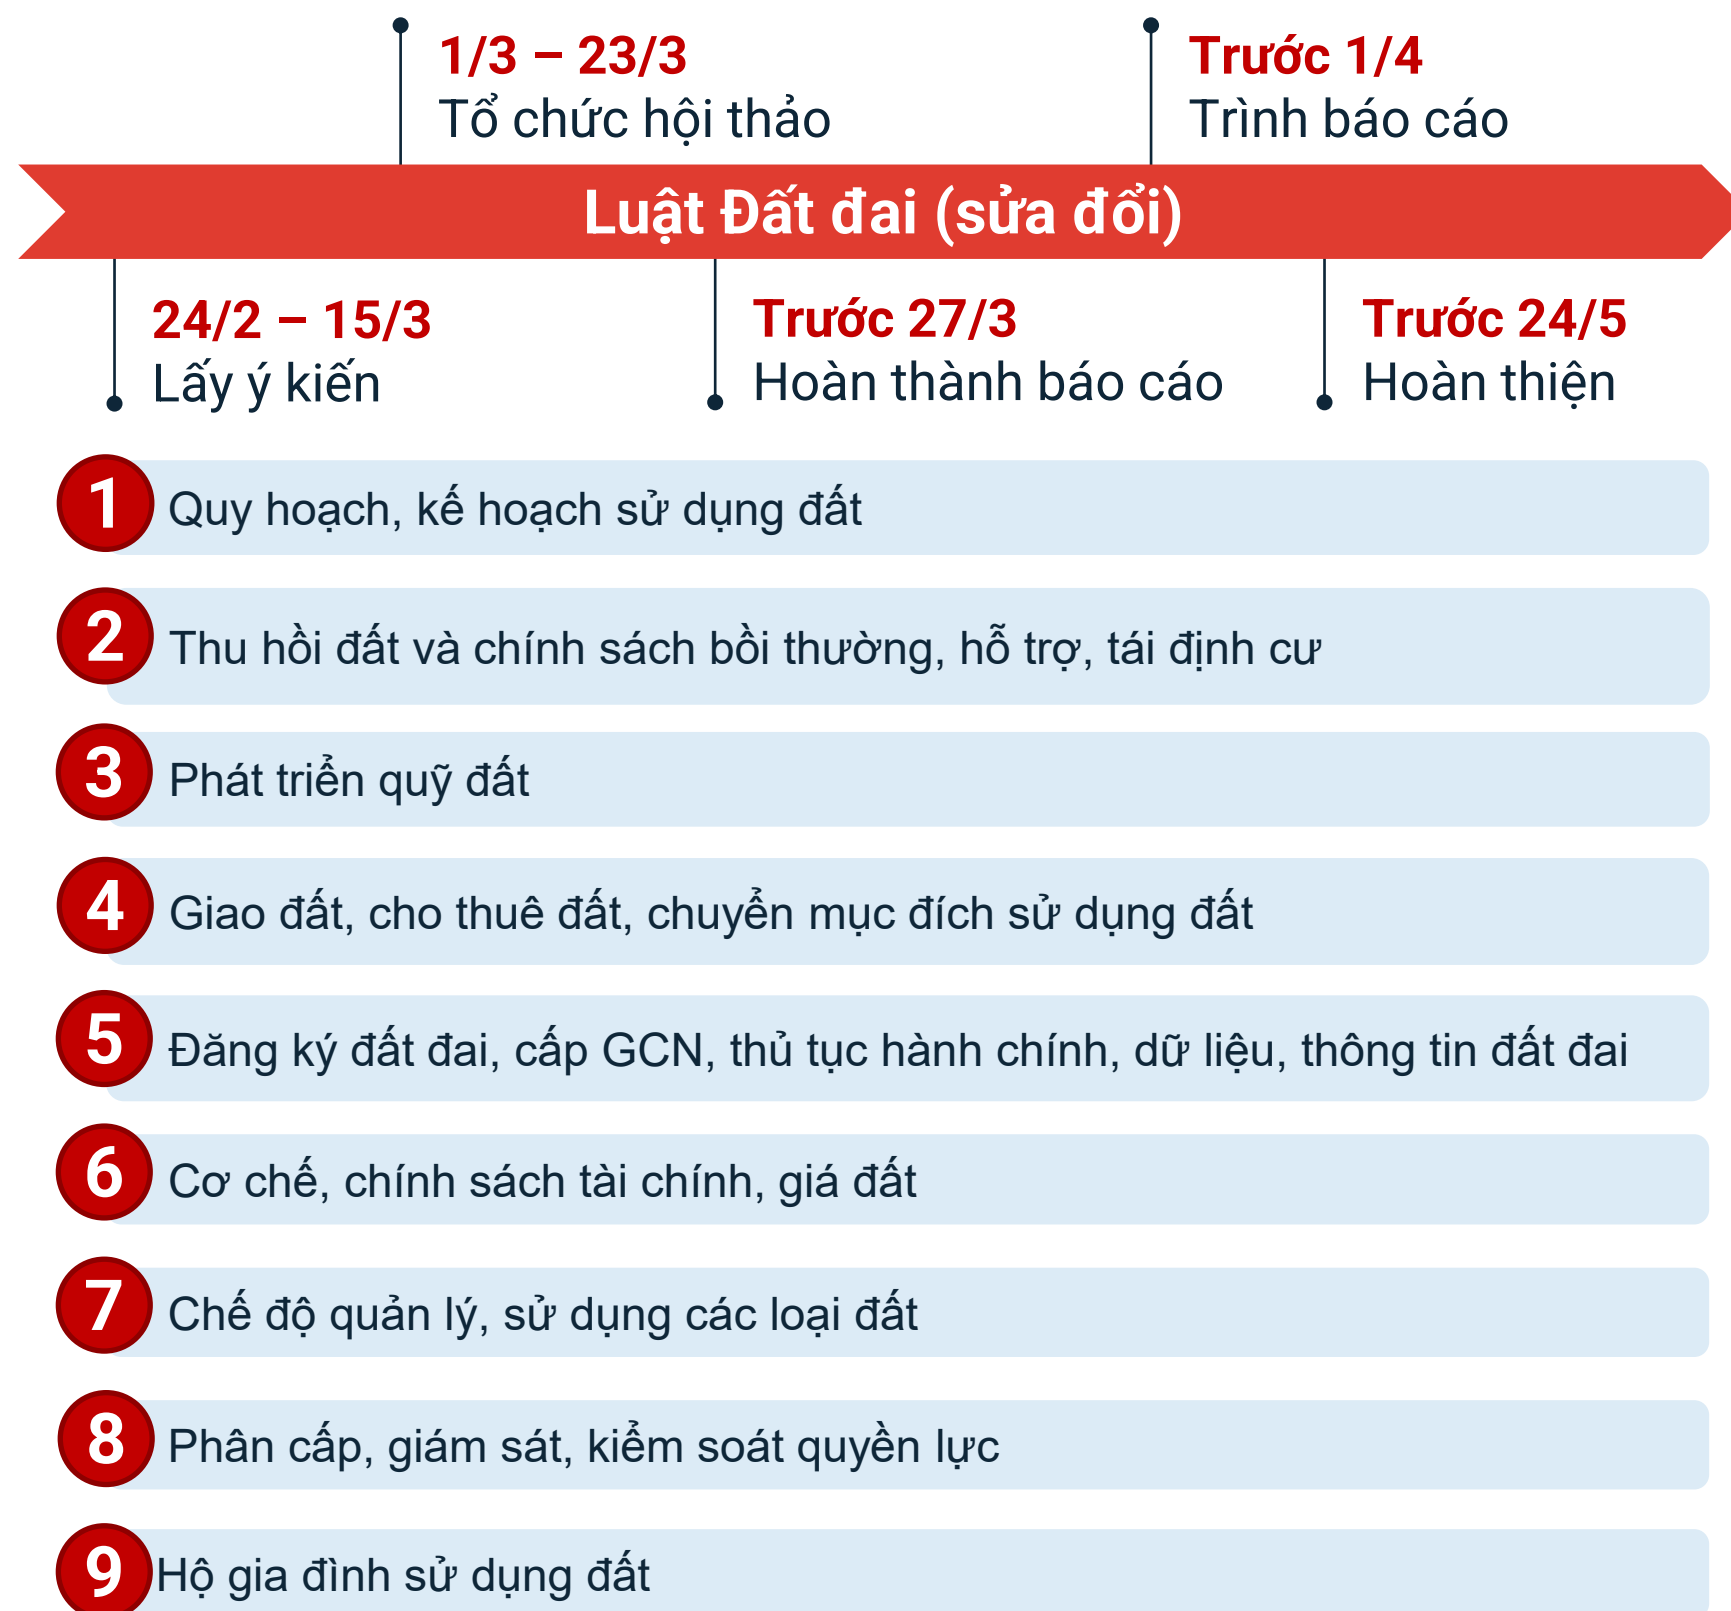 1/3 – 23/3
Tổ chức hội thảo
Trước 1/4
Trình báo cáo
Luật Đất đai (sửa đổi)
24/2 – 15/3
Lấy ý kiến
Trước 27/3
Hoàn thành báo cáo
Trước 24/5
Hoàn thiện
1 Quy hoạch, kế hoạch sử dụng đất
2 Thu hồi đất và chính sách bồi thường, hỗ trợ, tái định cư
3 Phát triển quỹ đất
4 Giao đất, cho thuê đất, chuyển mục đích sử dụng đất
5 Đăng ký đất đai, cấp GCN, thủ tục hành chính, dữ liệu, thông tin đất đai
6 Cơ chế, chính sách tài chính, giá đất
7 Chế độ quản lý, sử dụng các loại đất
8 Phân cấp, giám sát, kiểm soát quyền lực
9 Hộ gia đình sử dụng đất